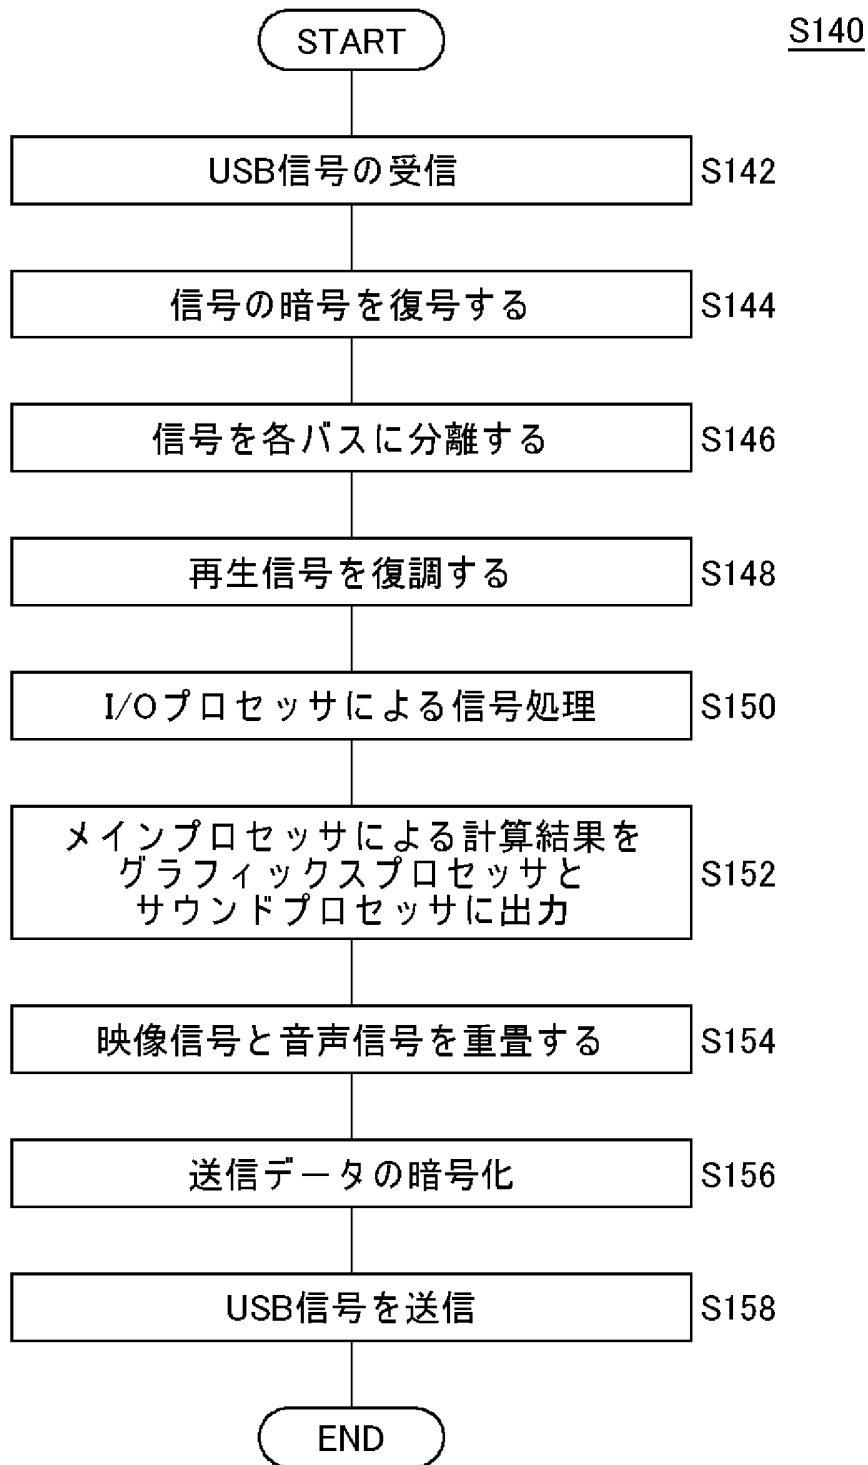 START
S140
USB信号の受信
S142
信号の暗号を復号する
S144
信号を各バスに分離する
S146
再生信号を復調する
S148
I/Oプロセッサによる信号処理
S150
メインプロセッサによる計算結果を
グラフィックスプロセッサと
サウンドプロセッサに出力
S152
映像信号と音声信号を重畳する
S154
送信データの暗号化
S156
USB信号を送信
S158
END